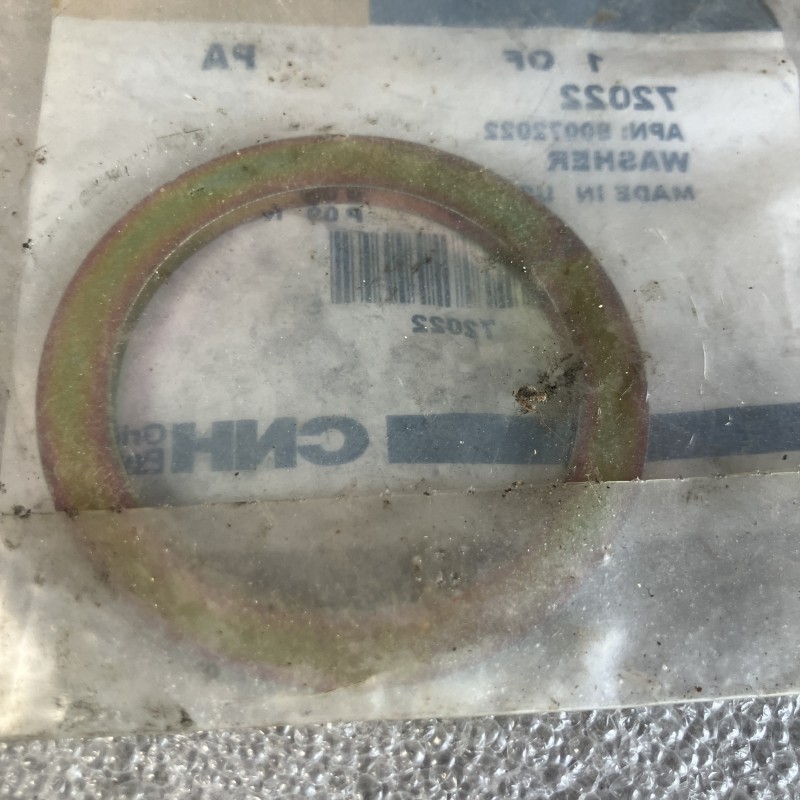 1 OF PA
72022
APN: 80072022
WASHER
MADE IN
72022
CNH